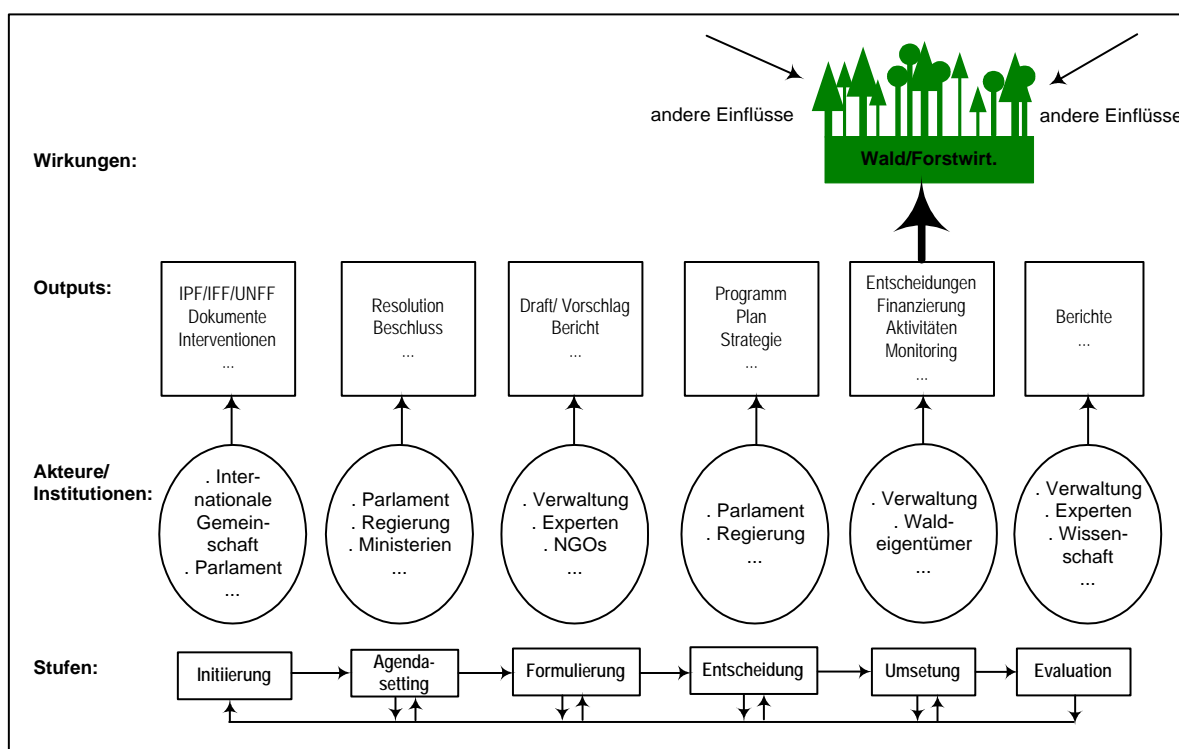 andere Einflüsse
andere Einflüsse
Wirkungen:
Wald/Forstwirt.
Outputs:
IPF/IFF/UNFF
Dokumente
Interventionen
...
Resolution
Beschluss
...
Draft/ Vorschlag
Bericht
...
Programm
Plan
Strategie
...
Entscheidungen
Finanzierung
Aktivitäten
Monitoring
...
Berichte
...
Akteure/
Institutionen:
. Inter-
nationale
Gemein-
schaft
. Parlament
...
. Parlament
. Regierung
. Ministerien
...
. Verwaltung
. Experten
. NGOs
...
. Parlament
. Regierung
...
. Verwaltung
. Wald-
eigentümer
...
. Verwaltung
. Experten
. Wissen-
schaft
...
Stufen:
Initiierung
Agenda-
setting
Formulierung
Entscheidung
Umsetung
Evaluation